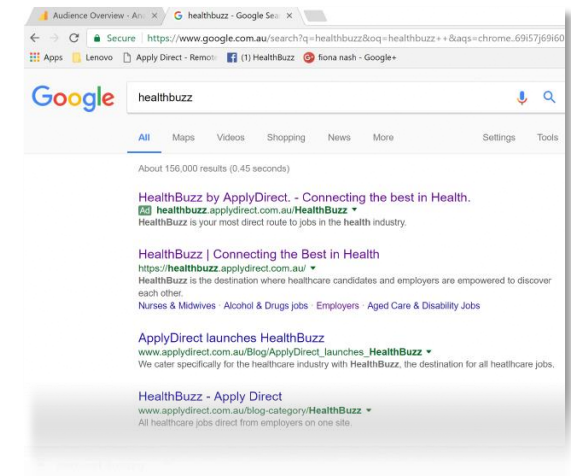 Audience Overview - An
healthbuzz - Google Sea
Secure https://www.google.com.au/search?q=healthbuzz&oq=healthbuzz++&aqs=chrome..69i57j69i60
Apps Lenovo Apply Direct - Remot (1) HealthBuzz fiona nash - Google+
Google healthbuzz
All Maps Videos Shopping News More Settings Tools
About 156,000 results (0.45 seconds)
HealthBuzz by ApplyDirect. - Connecting the best in Health.
Ad healthbuzz.applydirect.com.au/HealthBuzz
HealthBuzz is your most direct route to jobs in the health industry.
HealthBuzz | Connecting the Best in Health
https://healthbuzz.applydirect.com.au/
HealthBuzz is the destination where healthcare candidates and employers are empowered to discover
each other.
Nurses & Midwives · Alcohol & Drugs jobs · Employers · Aged Care & Disability Jobs
ApplyDirect launches HealthBuzz
www.applydirect.com.au/Blog/ApplyDirect_launches_HealthBuzz
We cater specifically for the healthcare industry with HealthBuzz, the destination for all healthcare jobs.
HealthBuzz - Apply Direct
www.applydirect.com.au/blog-category/HealthBuzz
All healthcare jobs direct from employers on one site.